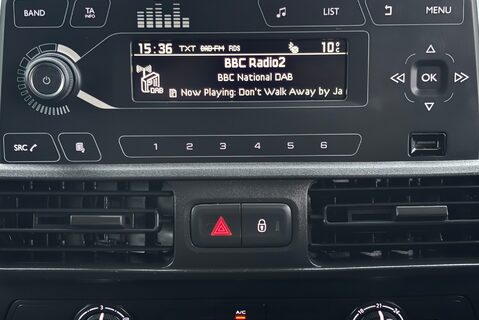 BAND
TA
INFO
LIST
MENU
15:36 TXT DAB-FM RDS 10°C
BBC Radio2
BBC National DAB
DAB
Now Playing: Don't Walk Away by Ja
OK
SRC
1 2 3 4 5 6
A/C